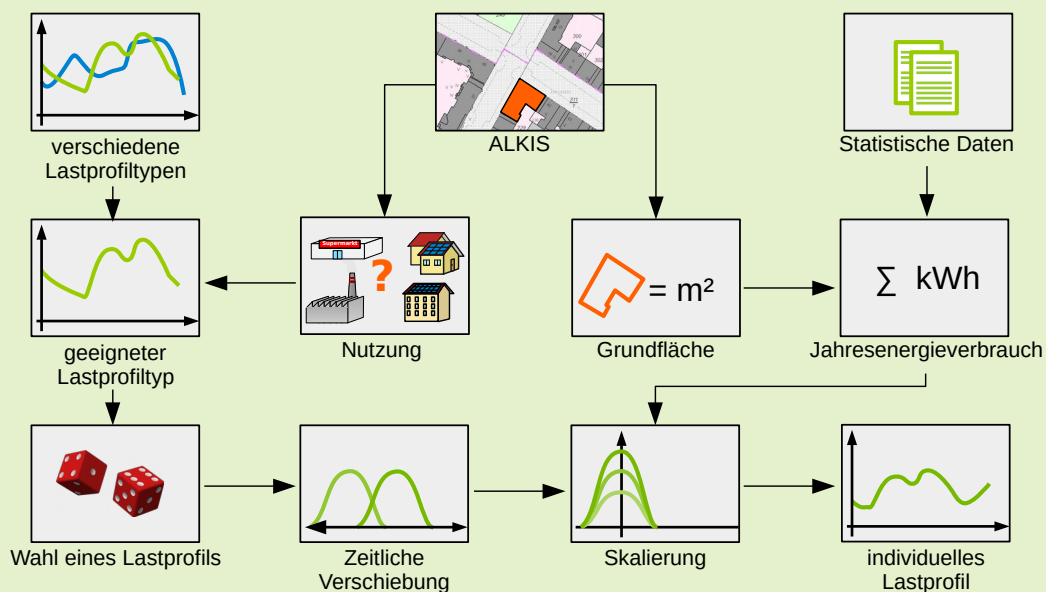 verschiedene
Lastprofiltypen
ALKIS
Statistische Daten
Supermarkt
?
= m²
∑ kWh
geeigneter
Lastprofiltyp
Nutzung
Grundfläche
Jahresenergieverbrauch
Wahl eines Lastprofils
Zeitliche
Verschiebung
Skalierung
individuelles
Lastprofil